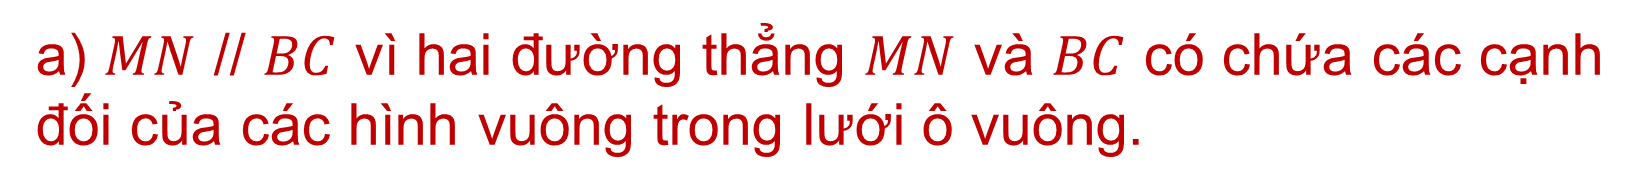 a) MN // BC vì hai đường thẳng MN và BC có chứa các cạnh
đối của các hình vuông trong lưới ô vuông.